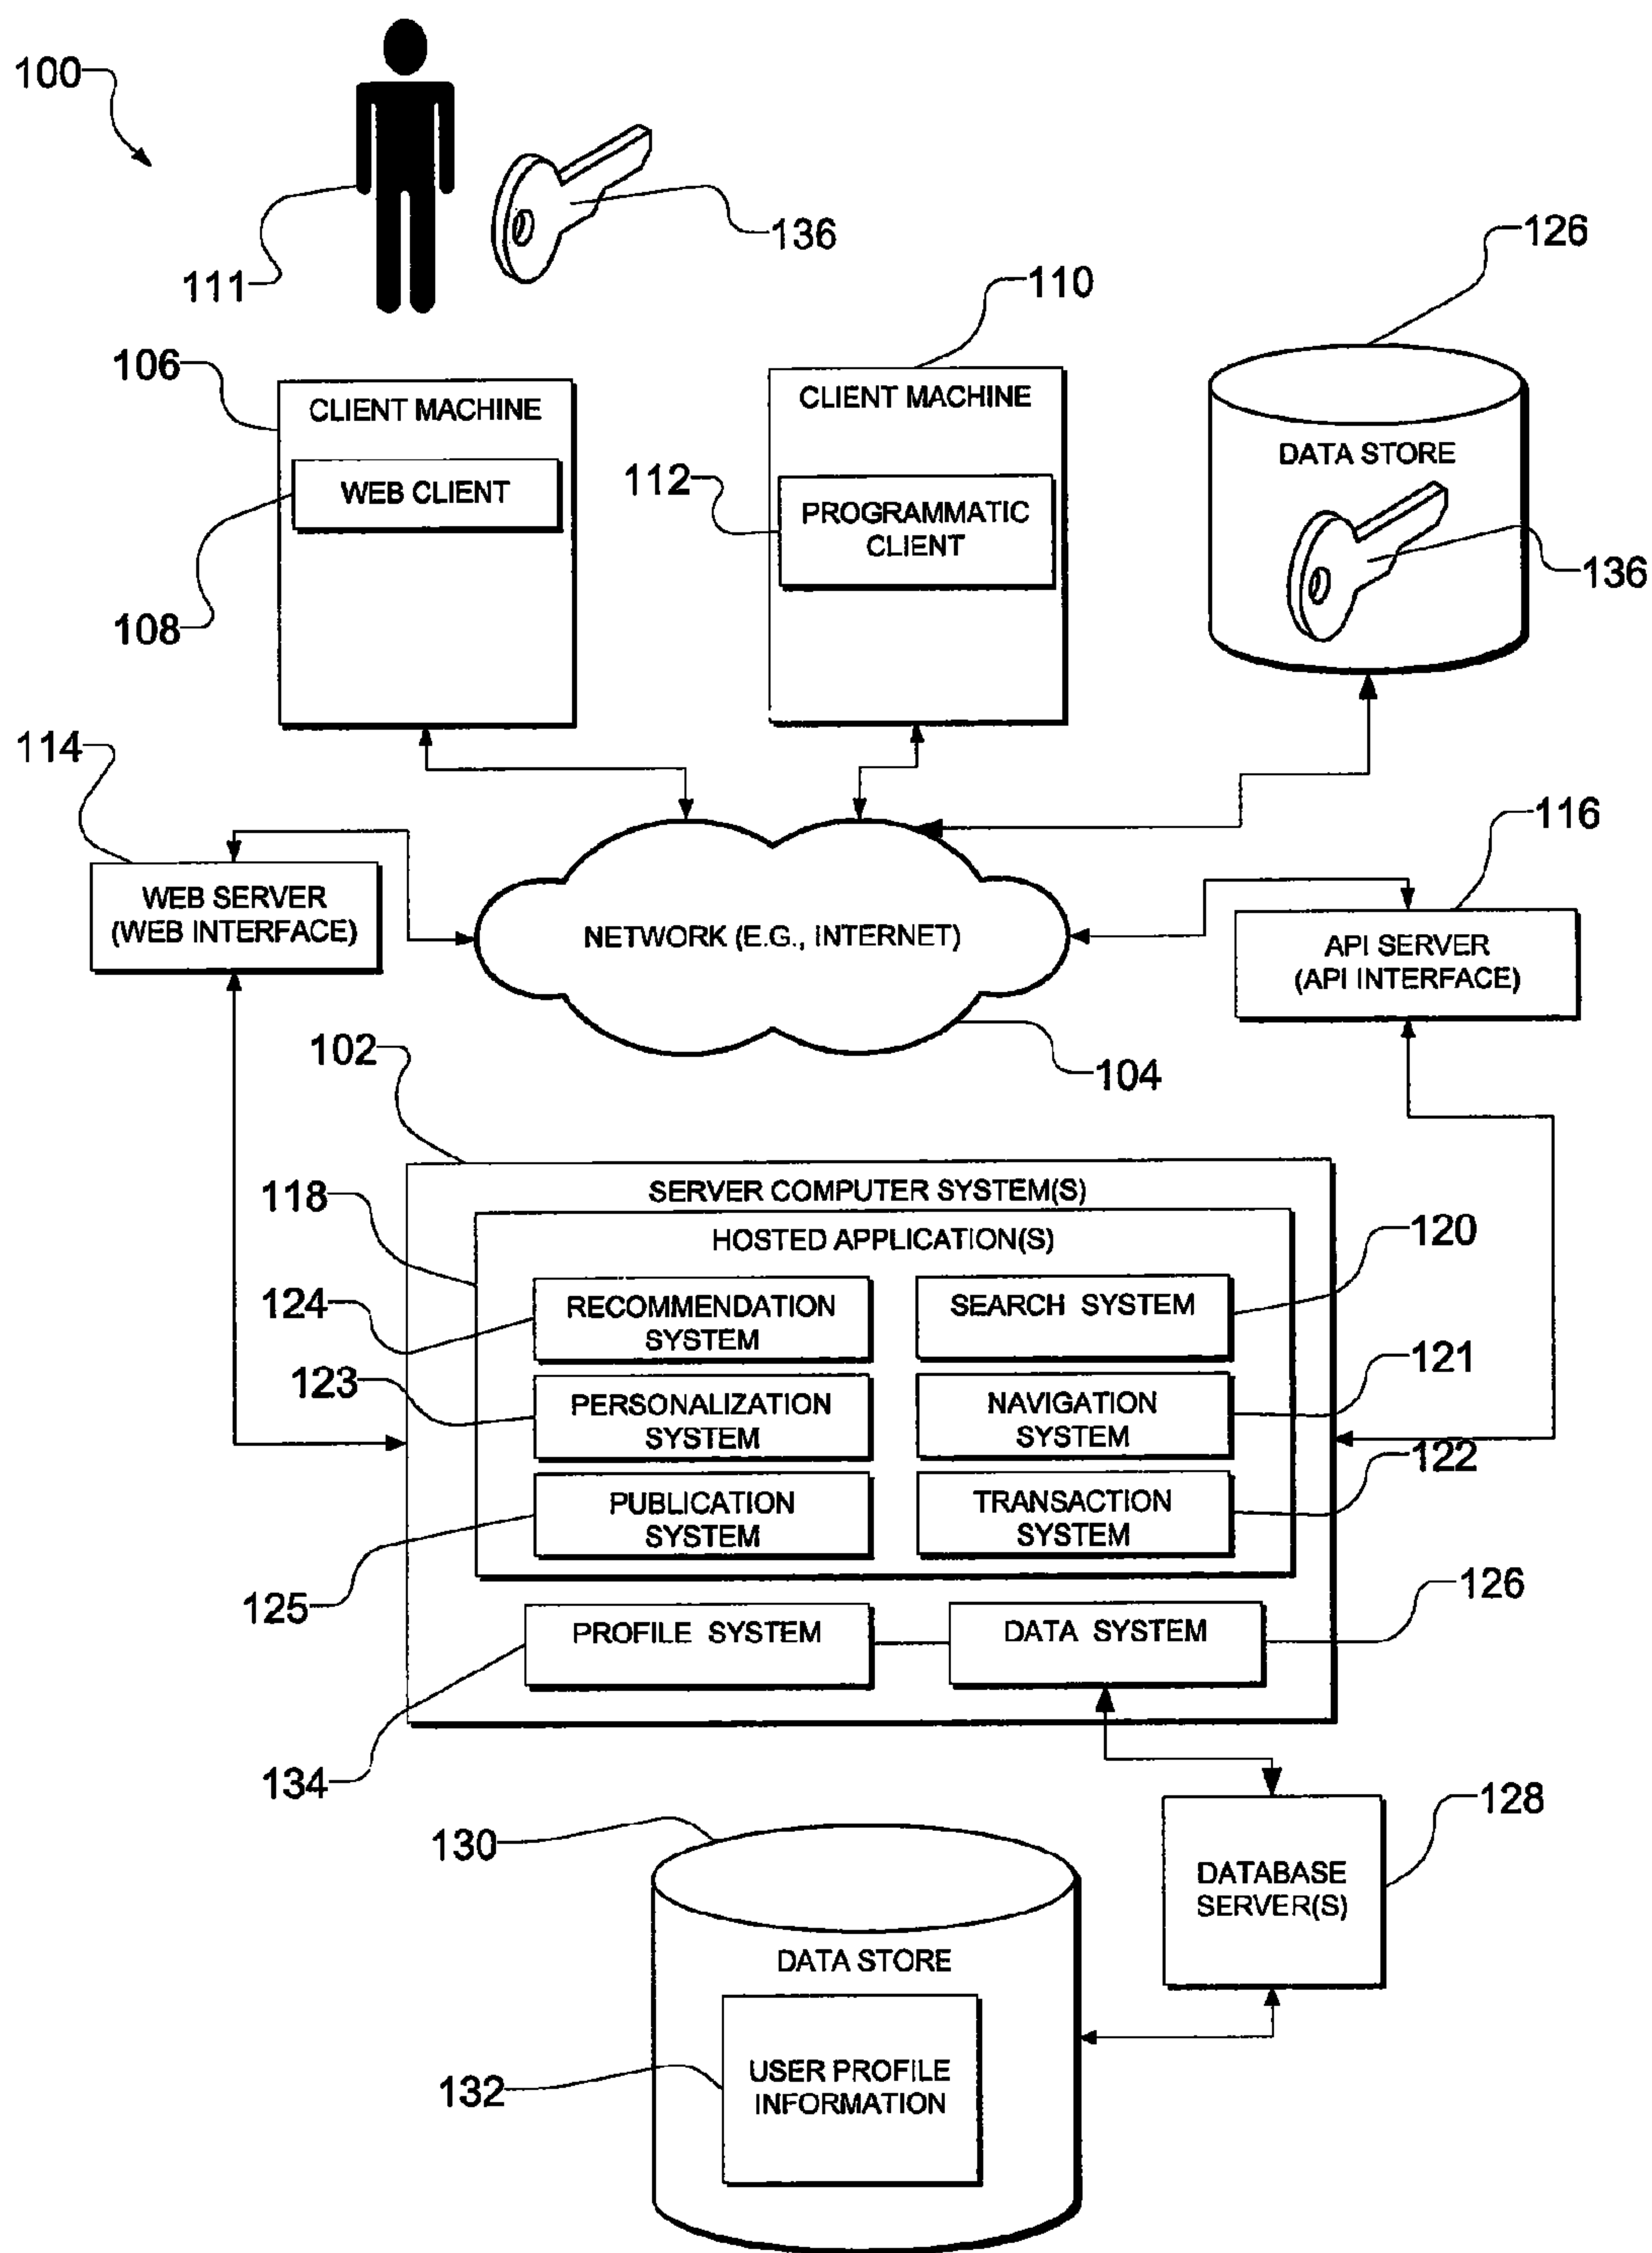 100
111
136
110
126
106
CLIENT MACHINE
WEB CLIENT
108
CLIENT MACHINE
112
PROGRAMMATIC
CLIENT
DATA STORE
136
114
WEB SERVER
(WEB INTERFACE)
NETWORK (E.G., INTERNET)
104
116
API SERVER
(API INTERFACE)
102
SERVER COMPUTER SYSTEM(S)
118
HOSTED APPLICATION(S)
120
124
RECOMMENDATION
SYSTEM
SEARCH SYSTEM
121
123
PERSONALIZATION
SYSTEM
NAVIGATION
SYSTEM
122
PUBLICATION
SYSTEM
TRANSACTION
SYSTEM
125
126
PROFILE SYSTEM
DATA SYSTEM
134
128
DATABASE
SERVER(S)
130
DATA STORE
132
USER PROFILE
INFORMATION